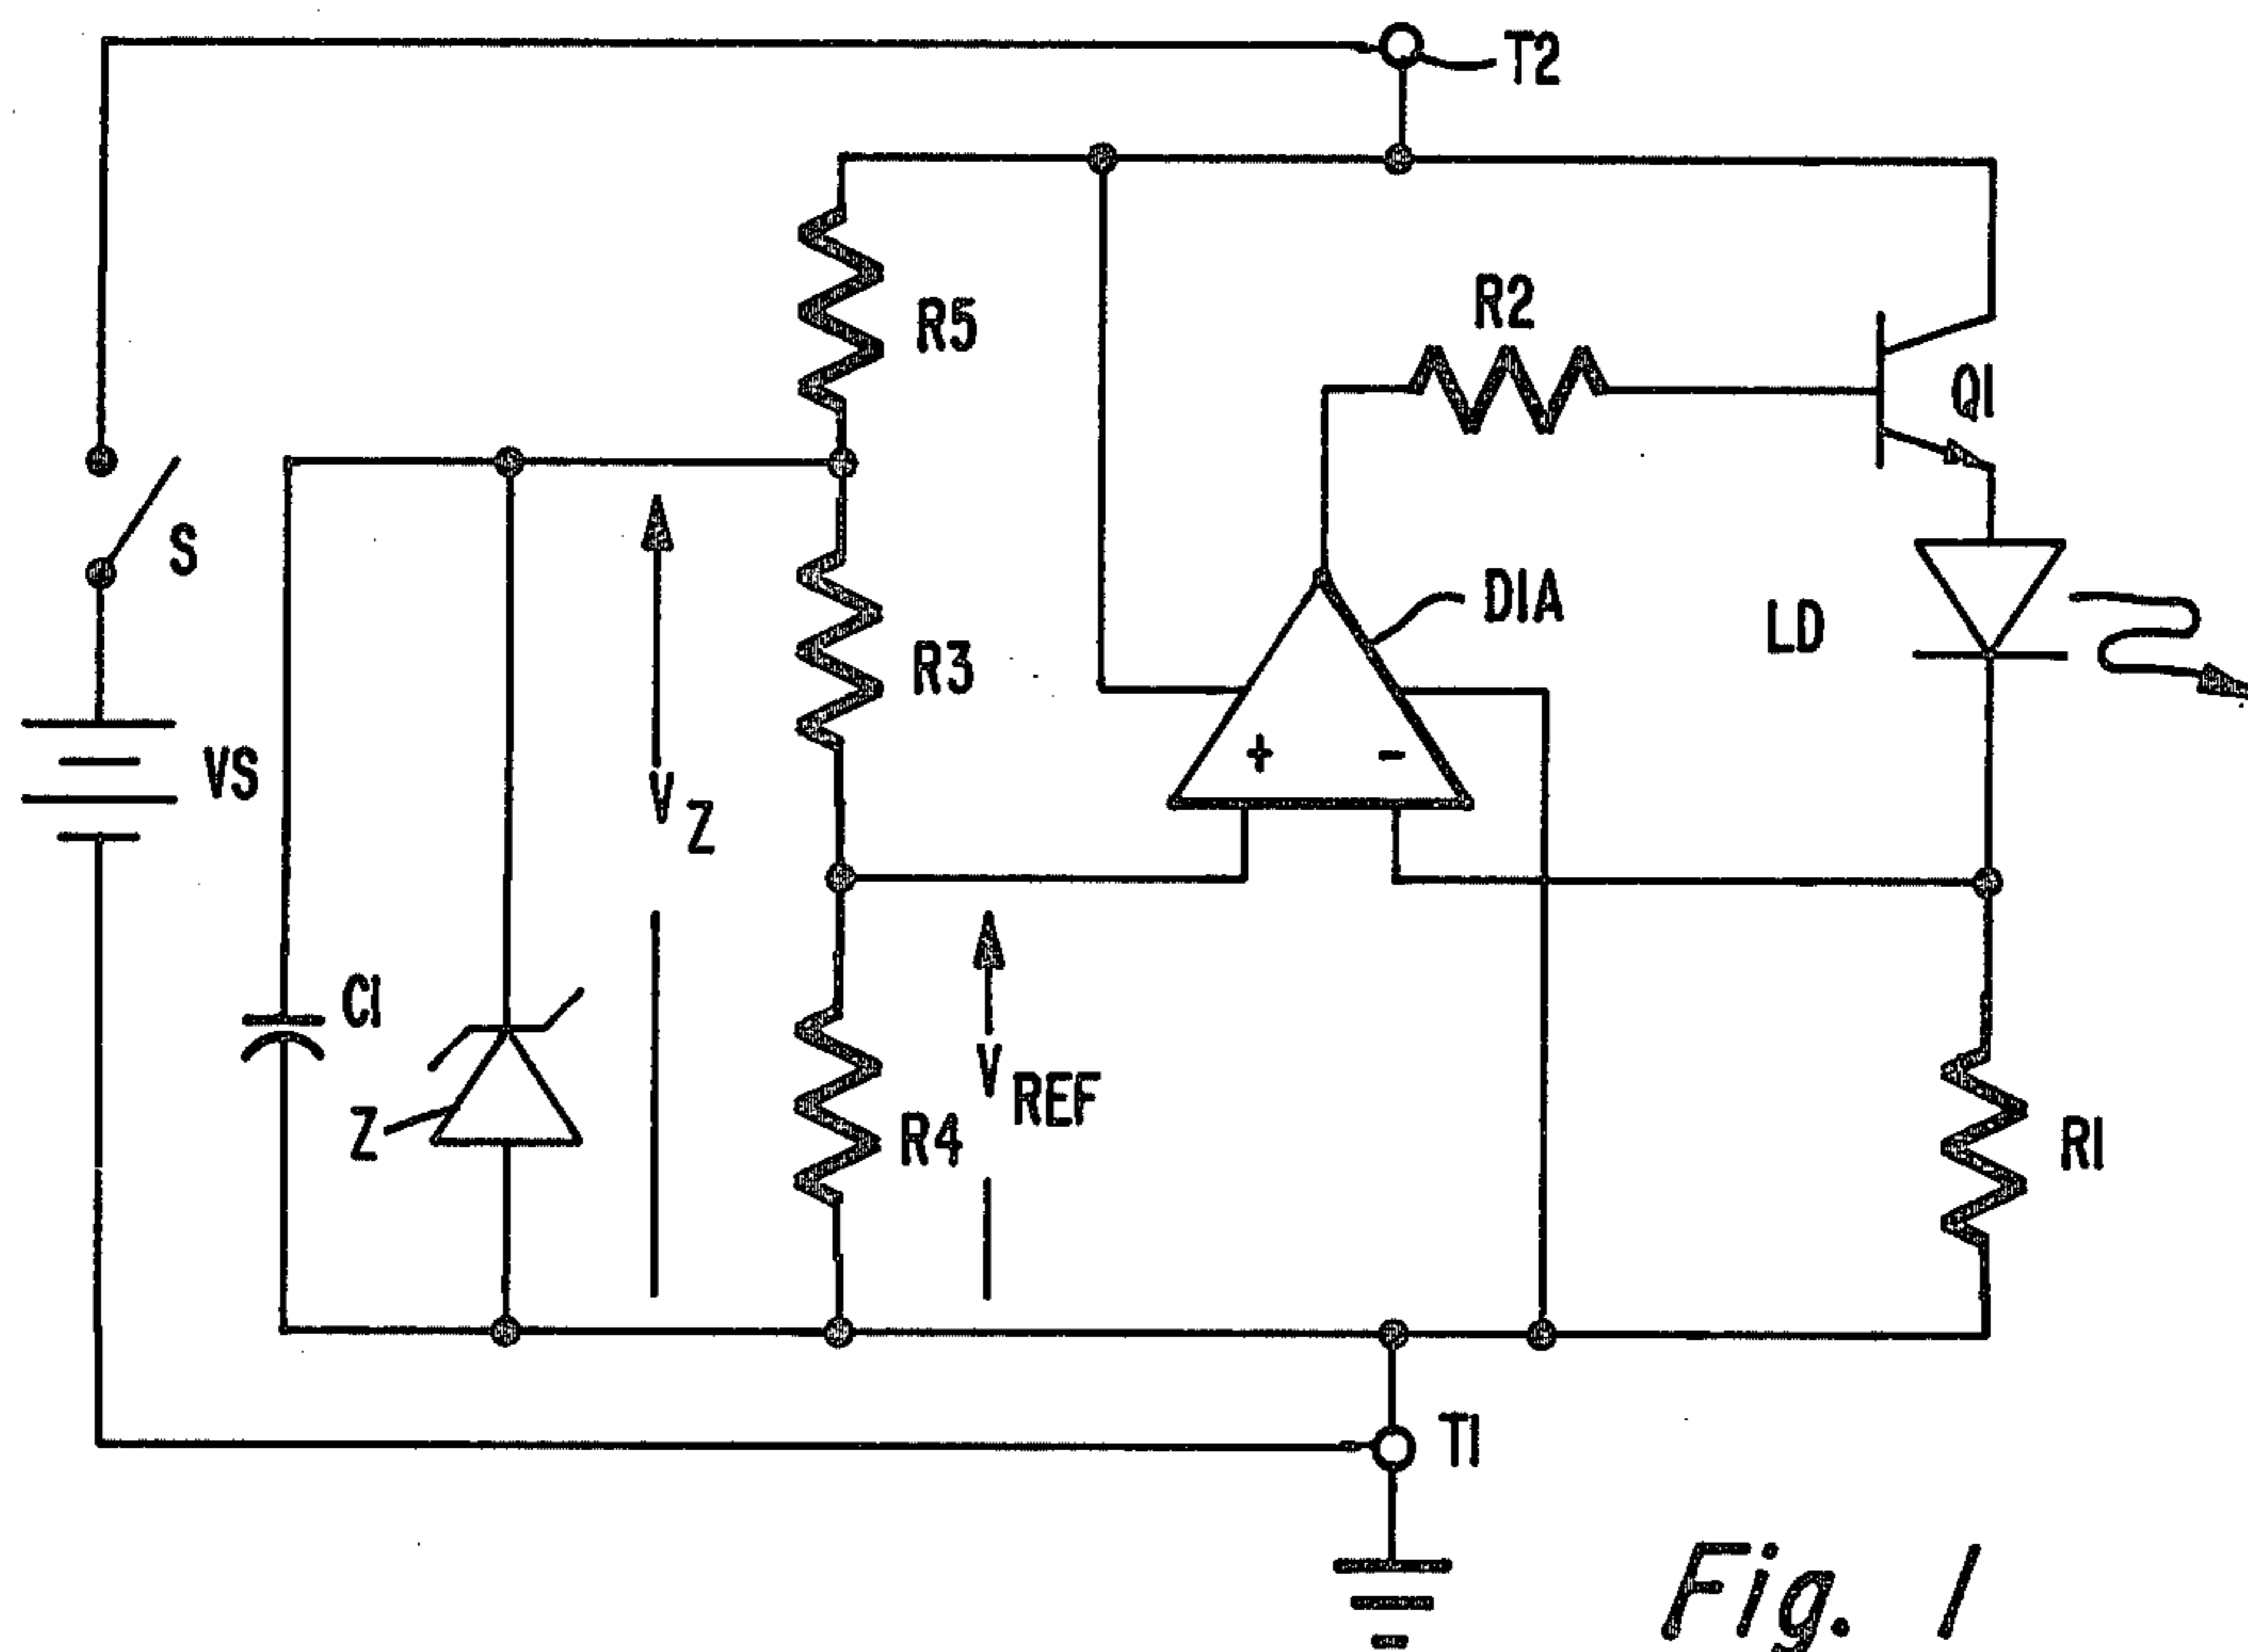 T2
R5
R2
Q1
S
DIA
LD
R3
VS
+ -
VZ
C1
VREF
Z
R4
R1
T1
Fig. 1